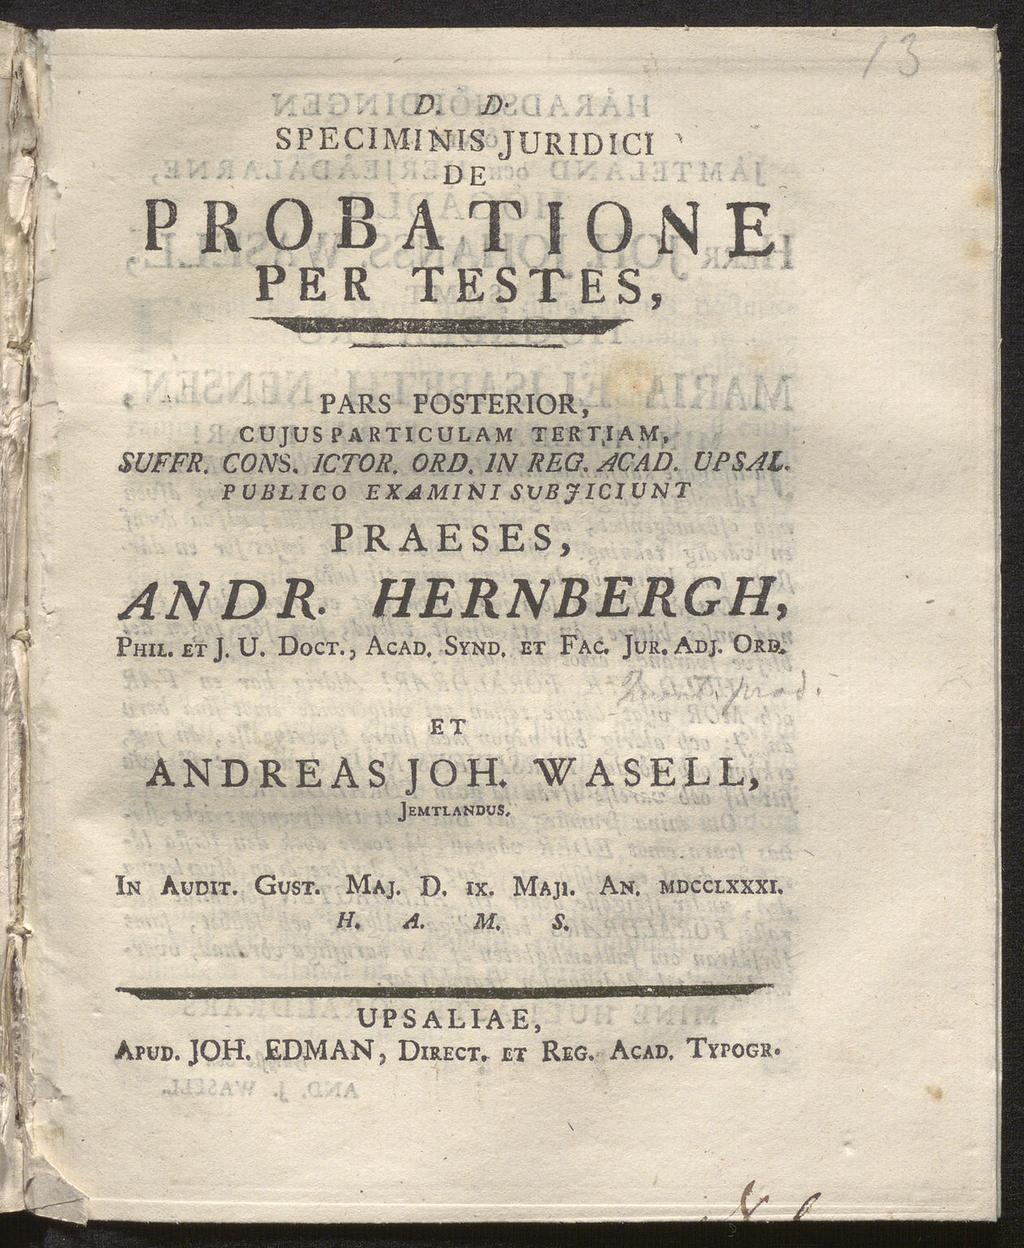 13
D. D.
SPECIMINIS JURIDICI
DE
PROBATIONE
PER TESTES,
PARS POSTERIOR,
CUJUS PARTICULAM TERTIAM,
SUFFR. CONS. ICTOR. ORD. IN REG. ACAD. UPSAL.
PUBLICO EXAMINI SUBJICIUNT
PRAESES,
ANDR. HERNBERGH,
PHIL. ET J. U. DOCT., ACAD. SYND. ET FAC. JUR. ADJ. ORD.
ET
ANDREAS JOH. WASELL,
JEMTLANDUS.
IN AUDIT. GUST. MAJ. D. IX. MAJI. AN. MDCCLXXXI.
H. A. M. S.
UPSALIAE,
APUD. JOH. EDMAN, DIRECT. ET REG. ACAD. TYPOGR.